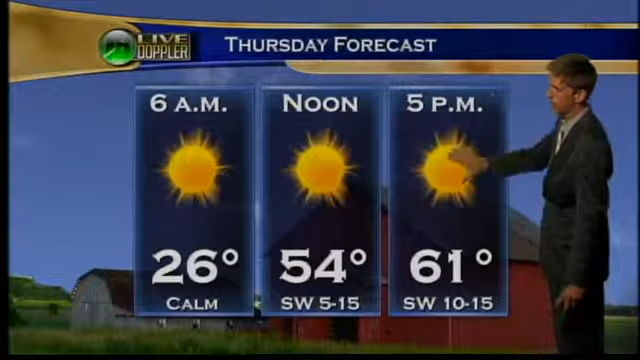 LIVE
DOPPLER
THURSDAY FORECAST
6 A.M.
NOON
5 P.M.
26°
54°
61°
CALM
SW 5-15
SW 10-15